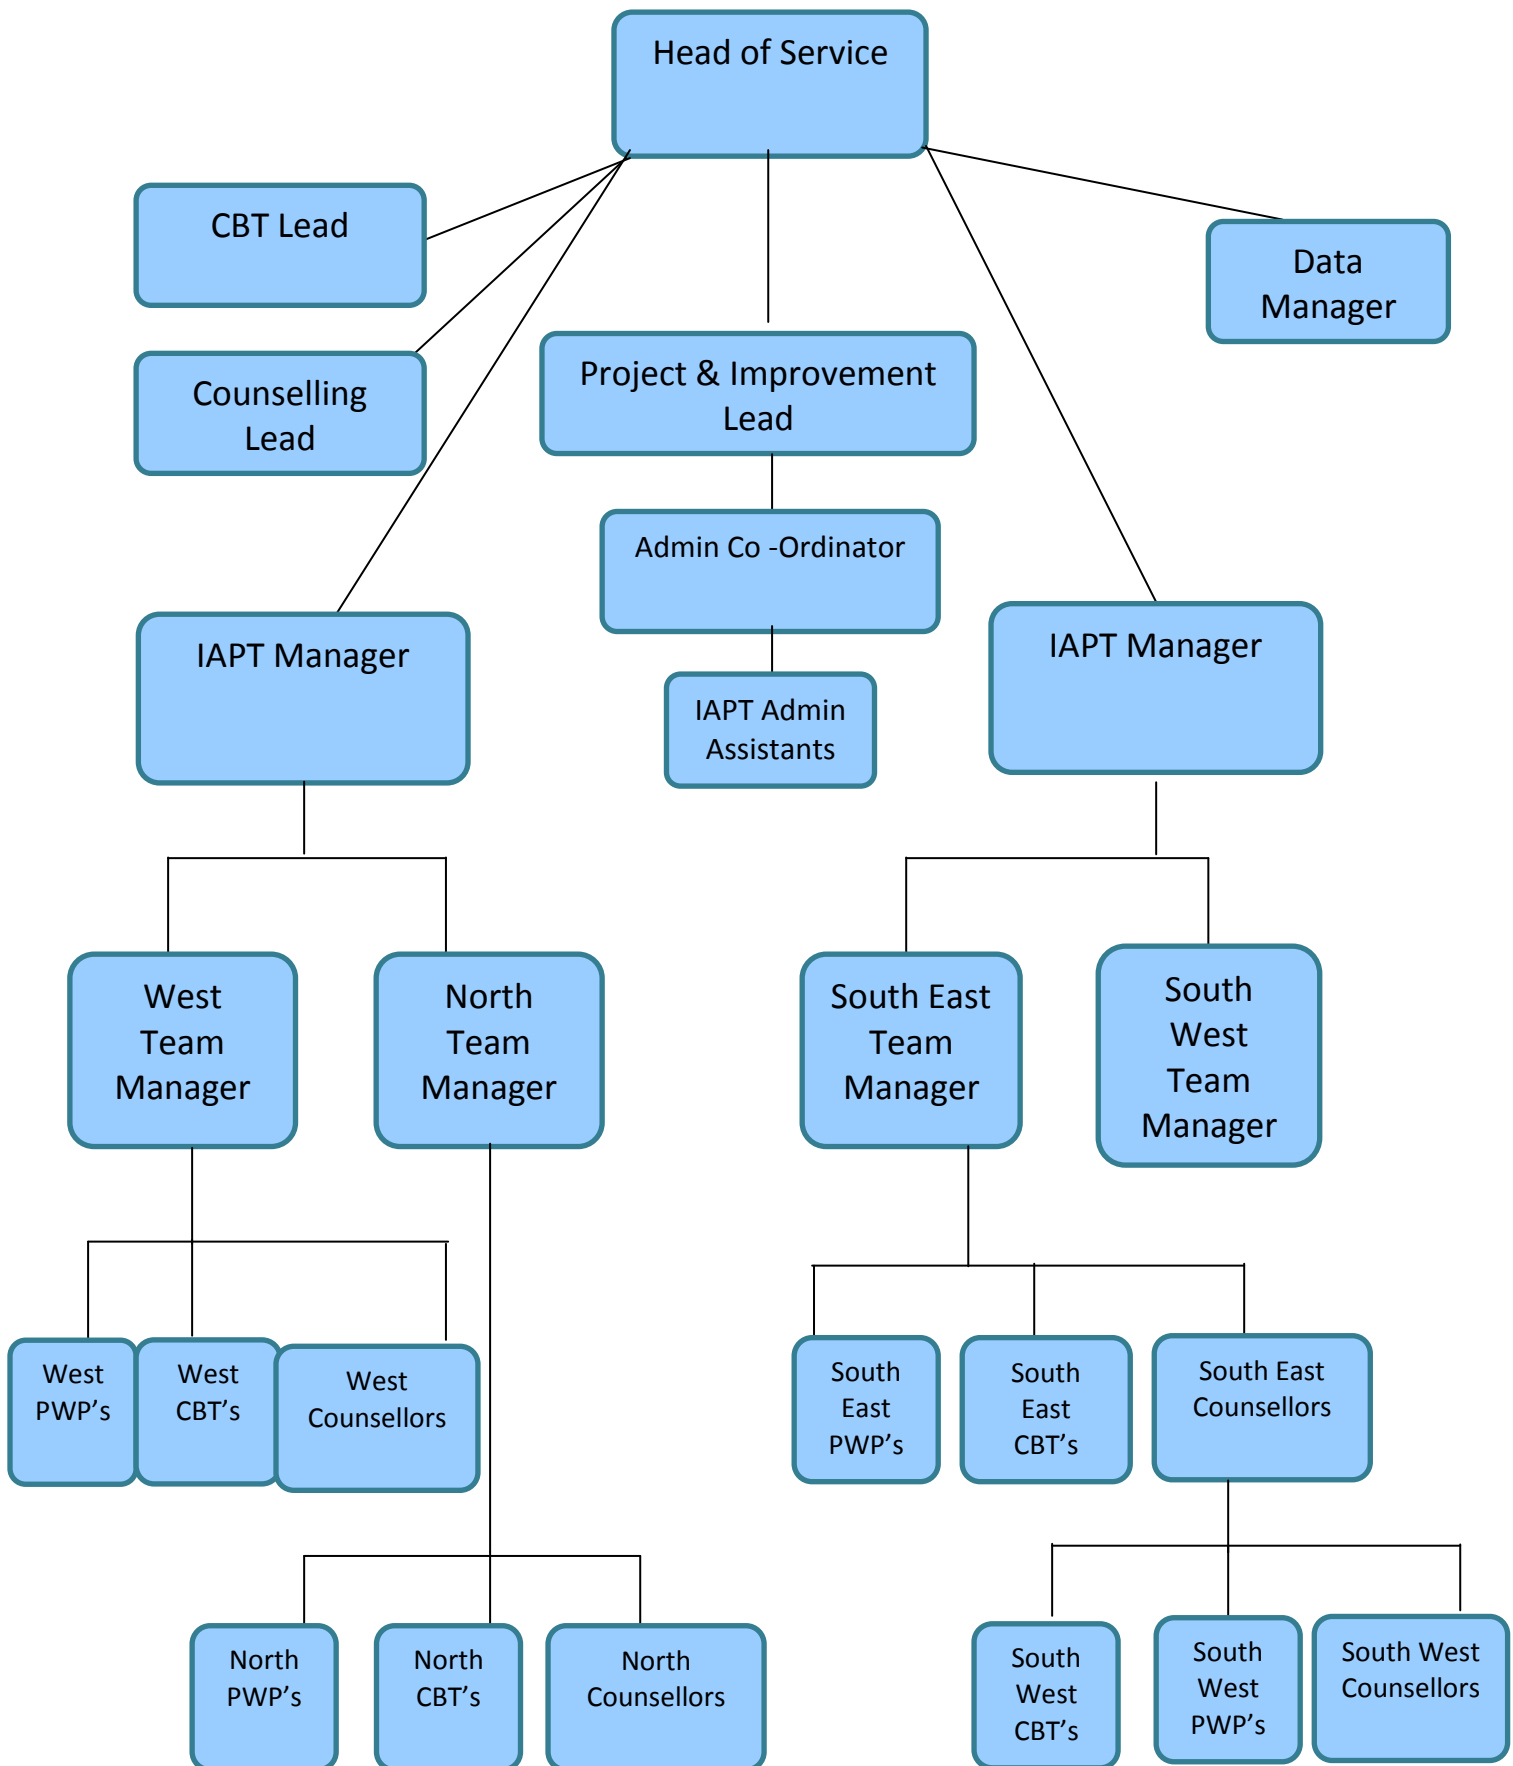 Head of Service
CBT Lead
Data
Manager
Counselling
Lead
Project & Improvement
Lead
Admin Co -Ordinator
IAPT Manager
IAPT Manager
IAPT Admin
Assistants
West
Team
Manager
North
Team
Manager
South East
Team
Manager
South
West
Team
Manager
West
PWP's
West
CBT’s
West
Counsellors
South
East
PWP’s
South
East
CBT’s
South East
Counsellors
North
PWP’s
North
CBT’s
North
Counsellors
South
West
CBT’s
South
West
PWP’s
South West
Counsellors